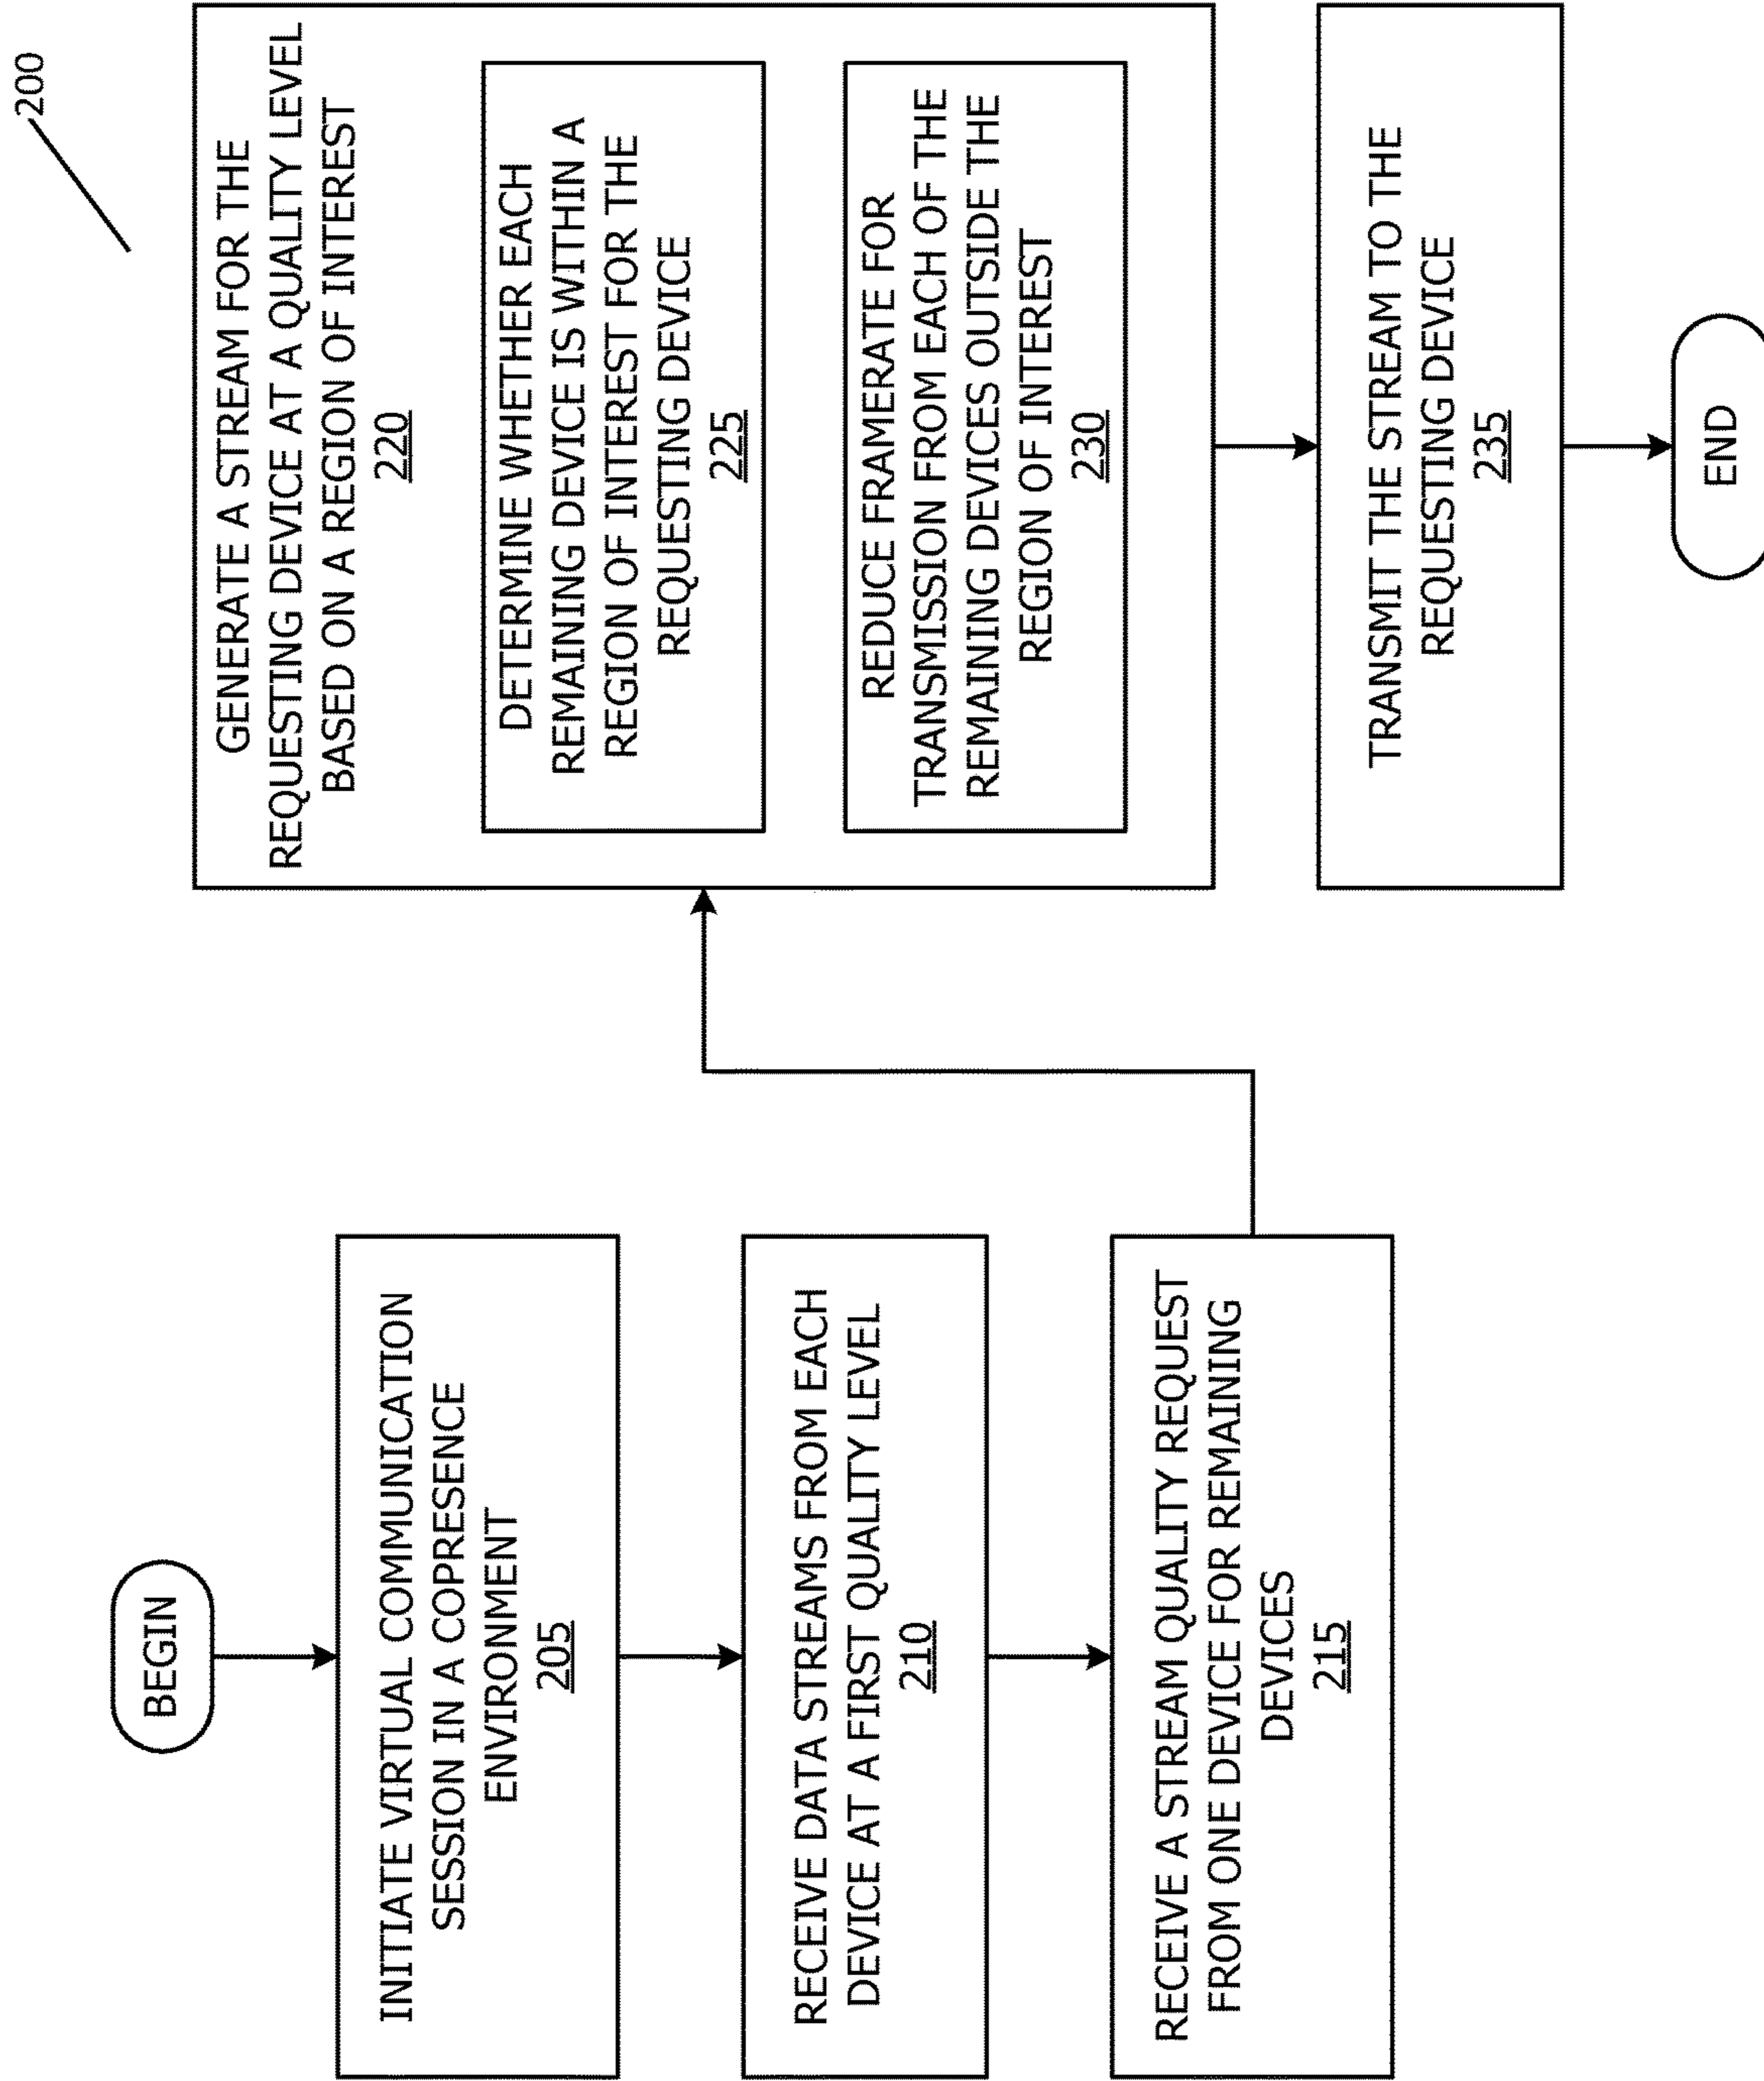 200
BEGIN
INITIATE VIRTUAL COMMUNICATION
SESSION IN A COPRESENCE
ENVIRONMENT
205
RECEIVE DATA STREAMS FROM EACH
DEVICE AT A FIRST QUALITY LEVEL
210
RECEIVE A STREAM QUALITY REQUEST
FROM ONE DEVICE FOR REMAINING
DEVICES
215
GENERATE A STREAM FOR THE
REQUESTING DEVICE AT A QUALITY LEVEL
BASED ON A REGION OF INTEREST
220
DETERMINE WHETHER EACH
REMAINING DEVICE IS WITHIN A
REGION OF INTEREST FOR THE
REQUESTING DEVICE
225
REDUCE FRAMERATE FOR
TRANSMISSION FROM EACH OF THE
REMAINING DEVICES OUTSIDE THE
REGION OF INTEREST
230
TRANSMIT THE STREAM TO THE
REQUESTING DEVICE
235
END